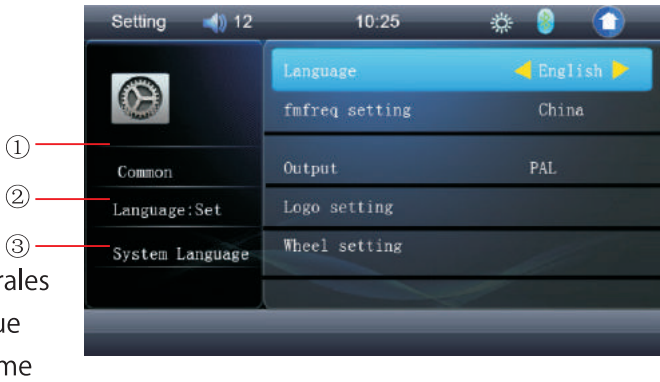 Setting 12 10:25
Language English
fmfreq setting China
①
Common
Output PAL
②
Language:Set
Logo setting
③
System Language
Wheel setting
rales
ue
me